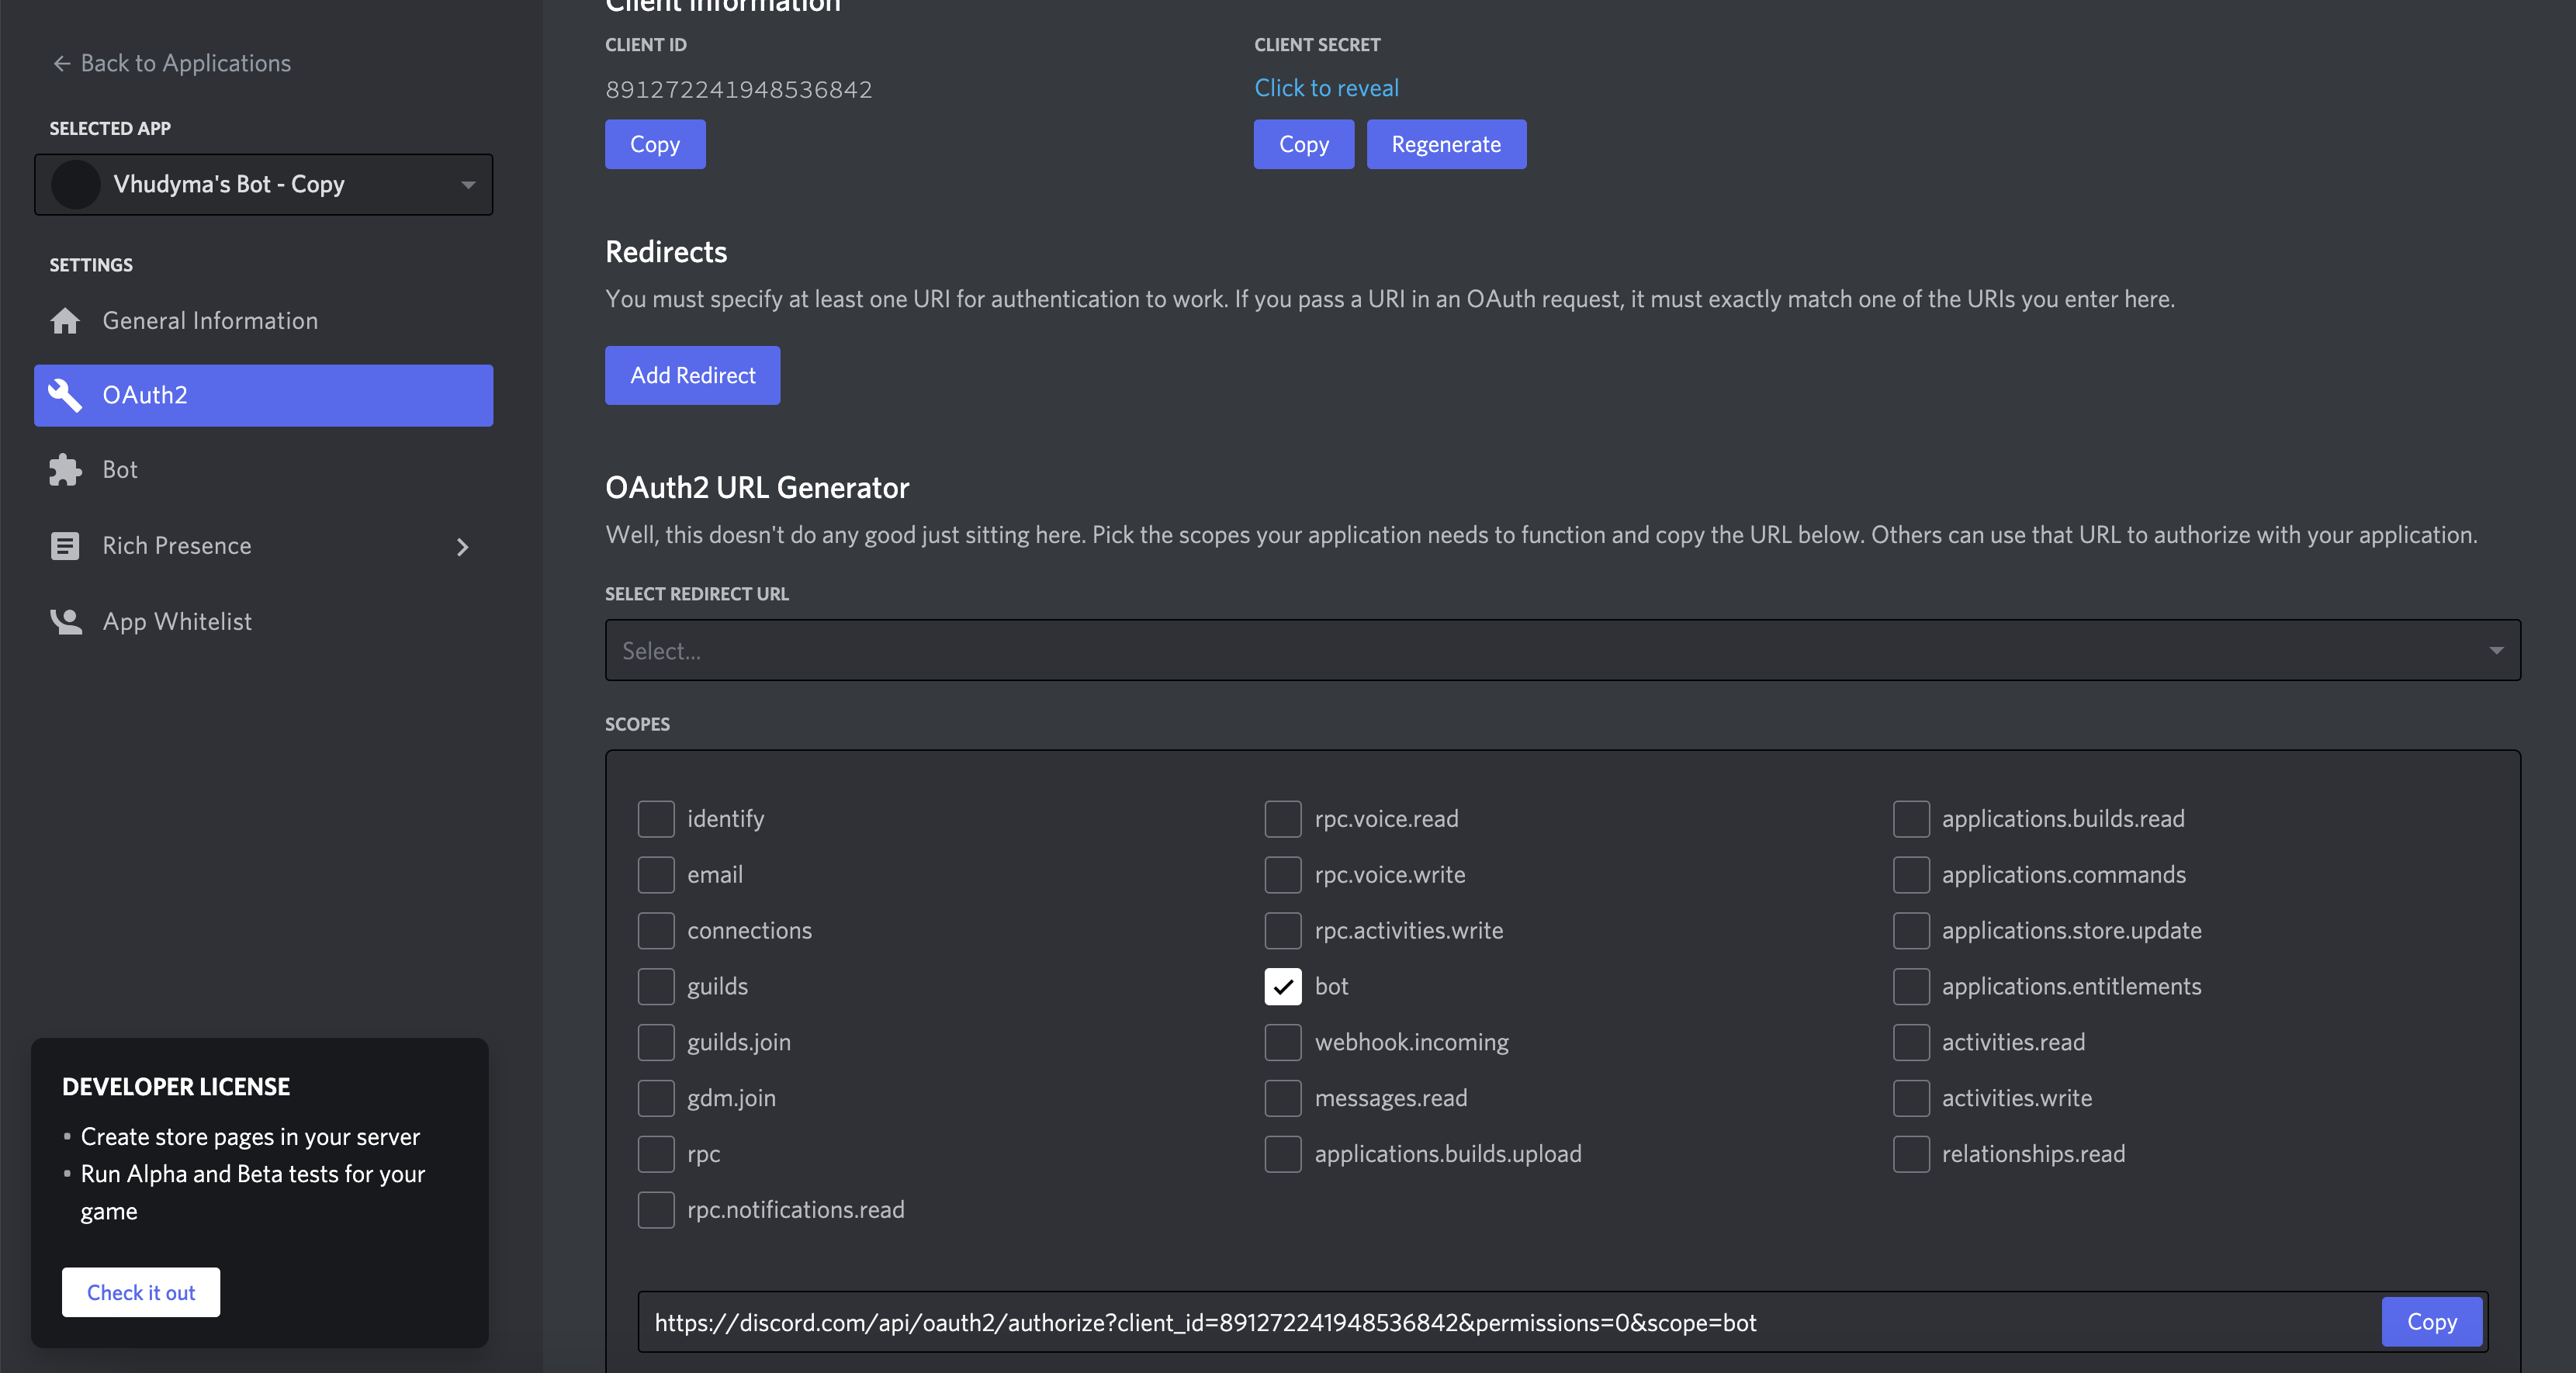 ← Back to Applications
SELECTED APP
Vhudyma's Bot - Copy
SETTINGS
General Information
OAuth2
Bot
Rich Presence
App Whitelist
DEVELOPER LICENSE
• Create store pages in your server
• Run Alpha and Beta tests for your
game
Check it out
Client Information
CLIENT ID
891272241948536842
Copy
CLIENT SECRET
Click to reveal
Copy Regenerate
Redirects
You must specify at least one URI for authentication to work. If you pass a URI in an OAuth request, it must exactly match one of the URIs you enter here.
Add Redirect
OAuth2 URL Generator
Well, this doesn't do any good just sitting here. Pick the scopes your application needs to function and copy the URL below. Others can use that URL to authorize with your application.
SELECT REDIRECT URL
Select...
SCOPES
identify
email
connections
guilds
guilds.join
gdm.join
rpc
rpc.notifications.read
rpc.voice.read
rpc.voice.write
rpc.activities.write
bot
webhook.incoming
messages.read
applications.builds.upload
applications.builds.read
applications.commands
applications.store.update
applications.entitlements
activities.read
activities.write
relationships.read
https://discord.com/api/oauth2/authorize?client_id=891272241948536842&permissions=0&scope=bot
Copy